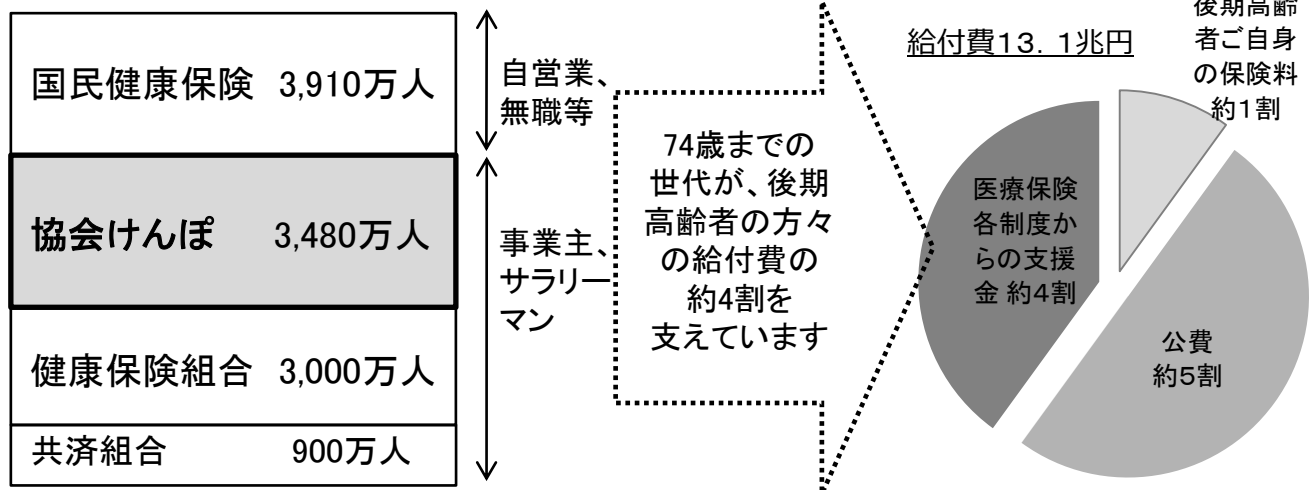 国民健康保険 3,910万人
協会けんぽ 3,480万人
健康保険組合 3,000万人
共済組合 900万人
自営業、
無職等
事業主、
サラリー
マン
74歳までの
世代が、後期
高齢者の方々
の給付費の
約4割を
支えています
給付費13.1兆円
後期高齢
者ご自身
の保険料
約1割
医療保険
各制度か
らの支援
金 約4割
公費
約5割